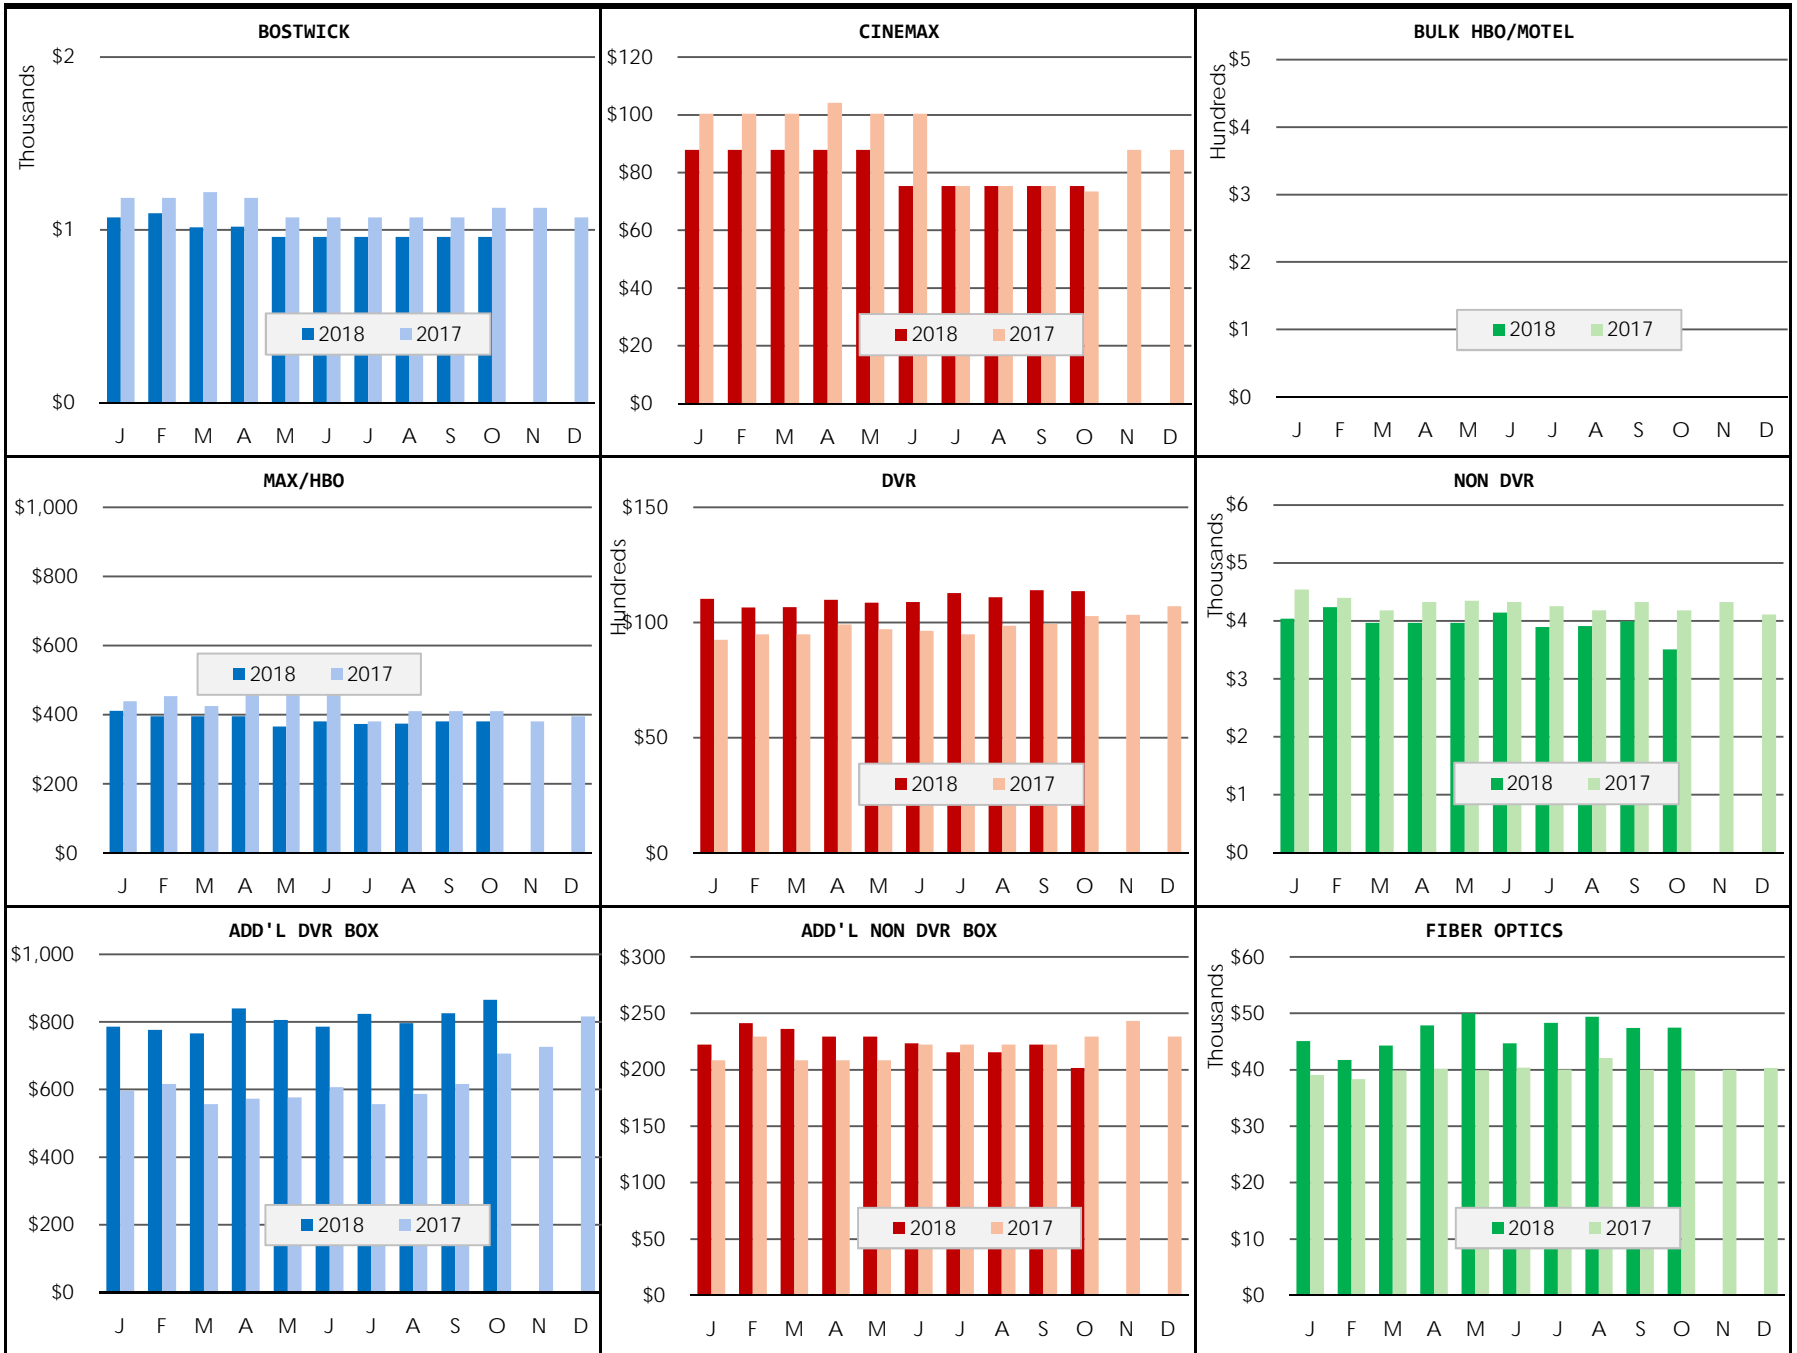 BOSTWICK
Thousands
$2
$1
$0
J F M A M J J A S O N D
2018 2017
CINEMAX
$120
$100
$80
$60
$40
$20
$0
J F M A M J J A S O N D
2018 2017
BULK HBO/MOTEL
Hundreds
$5
$4
$3
$2
$1
$0
J F M A M J J A S O N D
2018 2017
MAX/HBO
$1,000
$800
$600
$400
$200
$0
J F M A M J J A S O N D
2018 2017
DVR
Hundreds
$150
$100
$50
$0
J F M A M J J A S O N D
2018 2017
NON DVR
Thousands
$6
$5
$4
$3
$2
$1
$0
J F M A M J J A S O N D
2018 2017
ADD'L DVR BOX
$1,000
$800
$600
$400
$200
$0
J F M A M J J A S O N D
2018 2017
ADD'L NON DVR BOX
$300
$250
$200
$150
$100
$50
$0
J F M A M J J A S O N D
2018 2017
FIBER OPTICS
Thousands
$60
$50
$40
$30
$20
$10
$0
J F M A M J J A S O N D
2018 2017